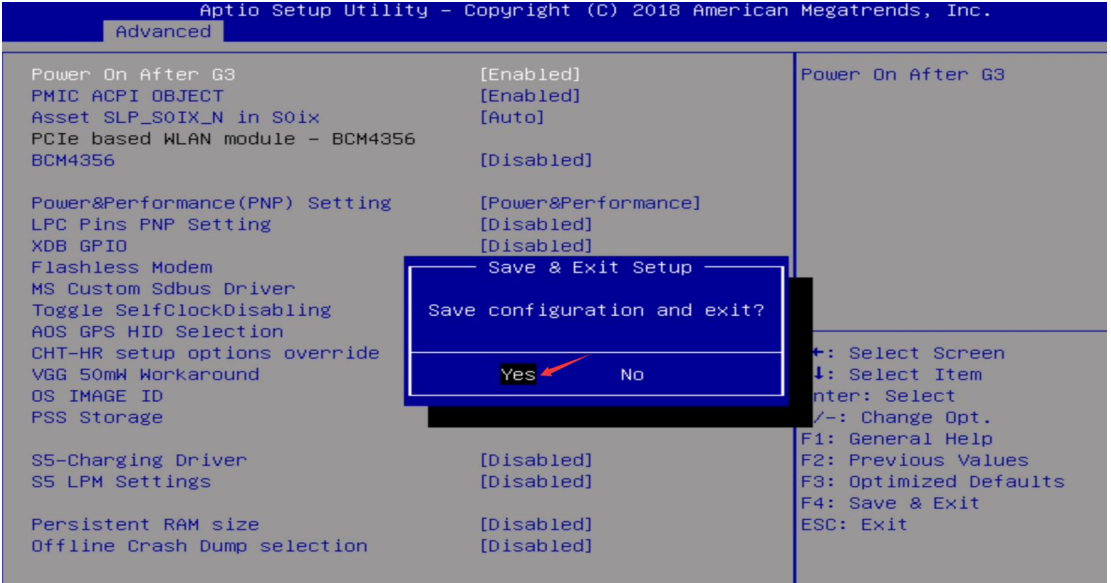 Aptio Setup Utility – Copyright (C) 2018 American Megatrends, Inc.
Advanced
Power On After G3 [Enabled]
PMIC ACPI OBJECT [Enabled]
Asset SLP_S0IX_N in S0ix [Auto]
PCIe based WLAN module – BCM4356
BCM4356 [Disabled]
Power&Performance(PNP) Setting [Power&Performance]
LPC Pins PNP Setting [Disabled]
XDB GPIO [Disabled]
Flashless Modem
MS Custom Sdbus Driver
Toggle SelfClockDisabling
AOS GPS HID Selection
CHT-HR setup options override
VGG 50mW Workaround
OS IMAGE ID
PSS Storage
S5-Charging Driver [Disabled]
S5 LPM Settings [Disabled]
Persistent RAM size [Disabled]
Offline Crash Dump selection [Disabled]
Save & Exit Setup
Save configuration and exit?
Yes No
Power On After G3
←: Select Screen
↓: Select Item
nter: Select
/-: Change Opt.
F1: General Help
F2: Previous Values
F3: Optimized Defaults
F4: Save & Exit
ESC: Exit